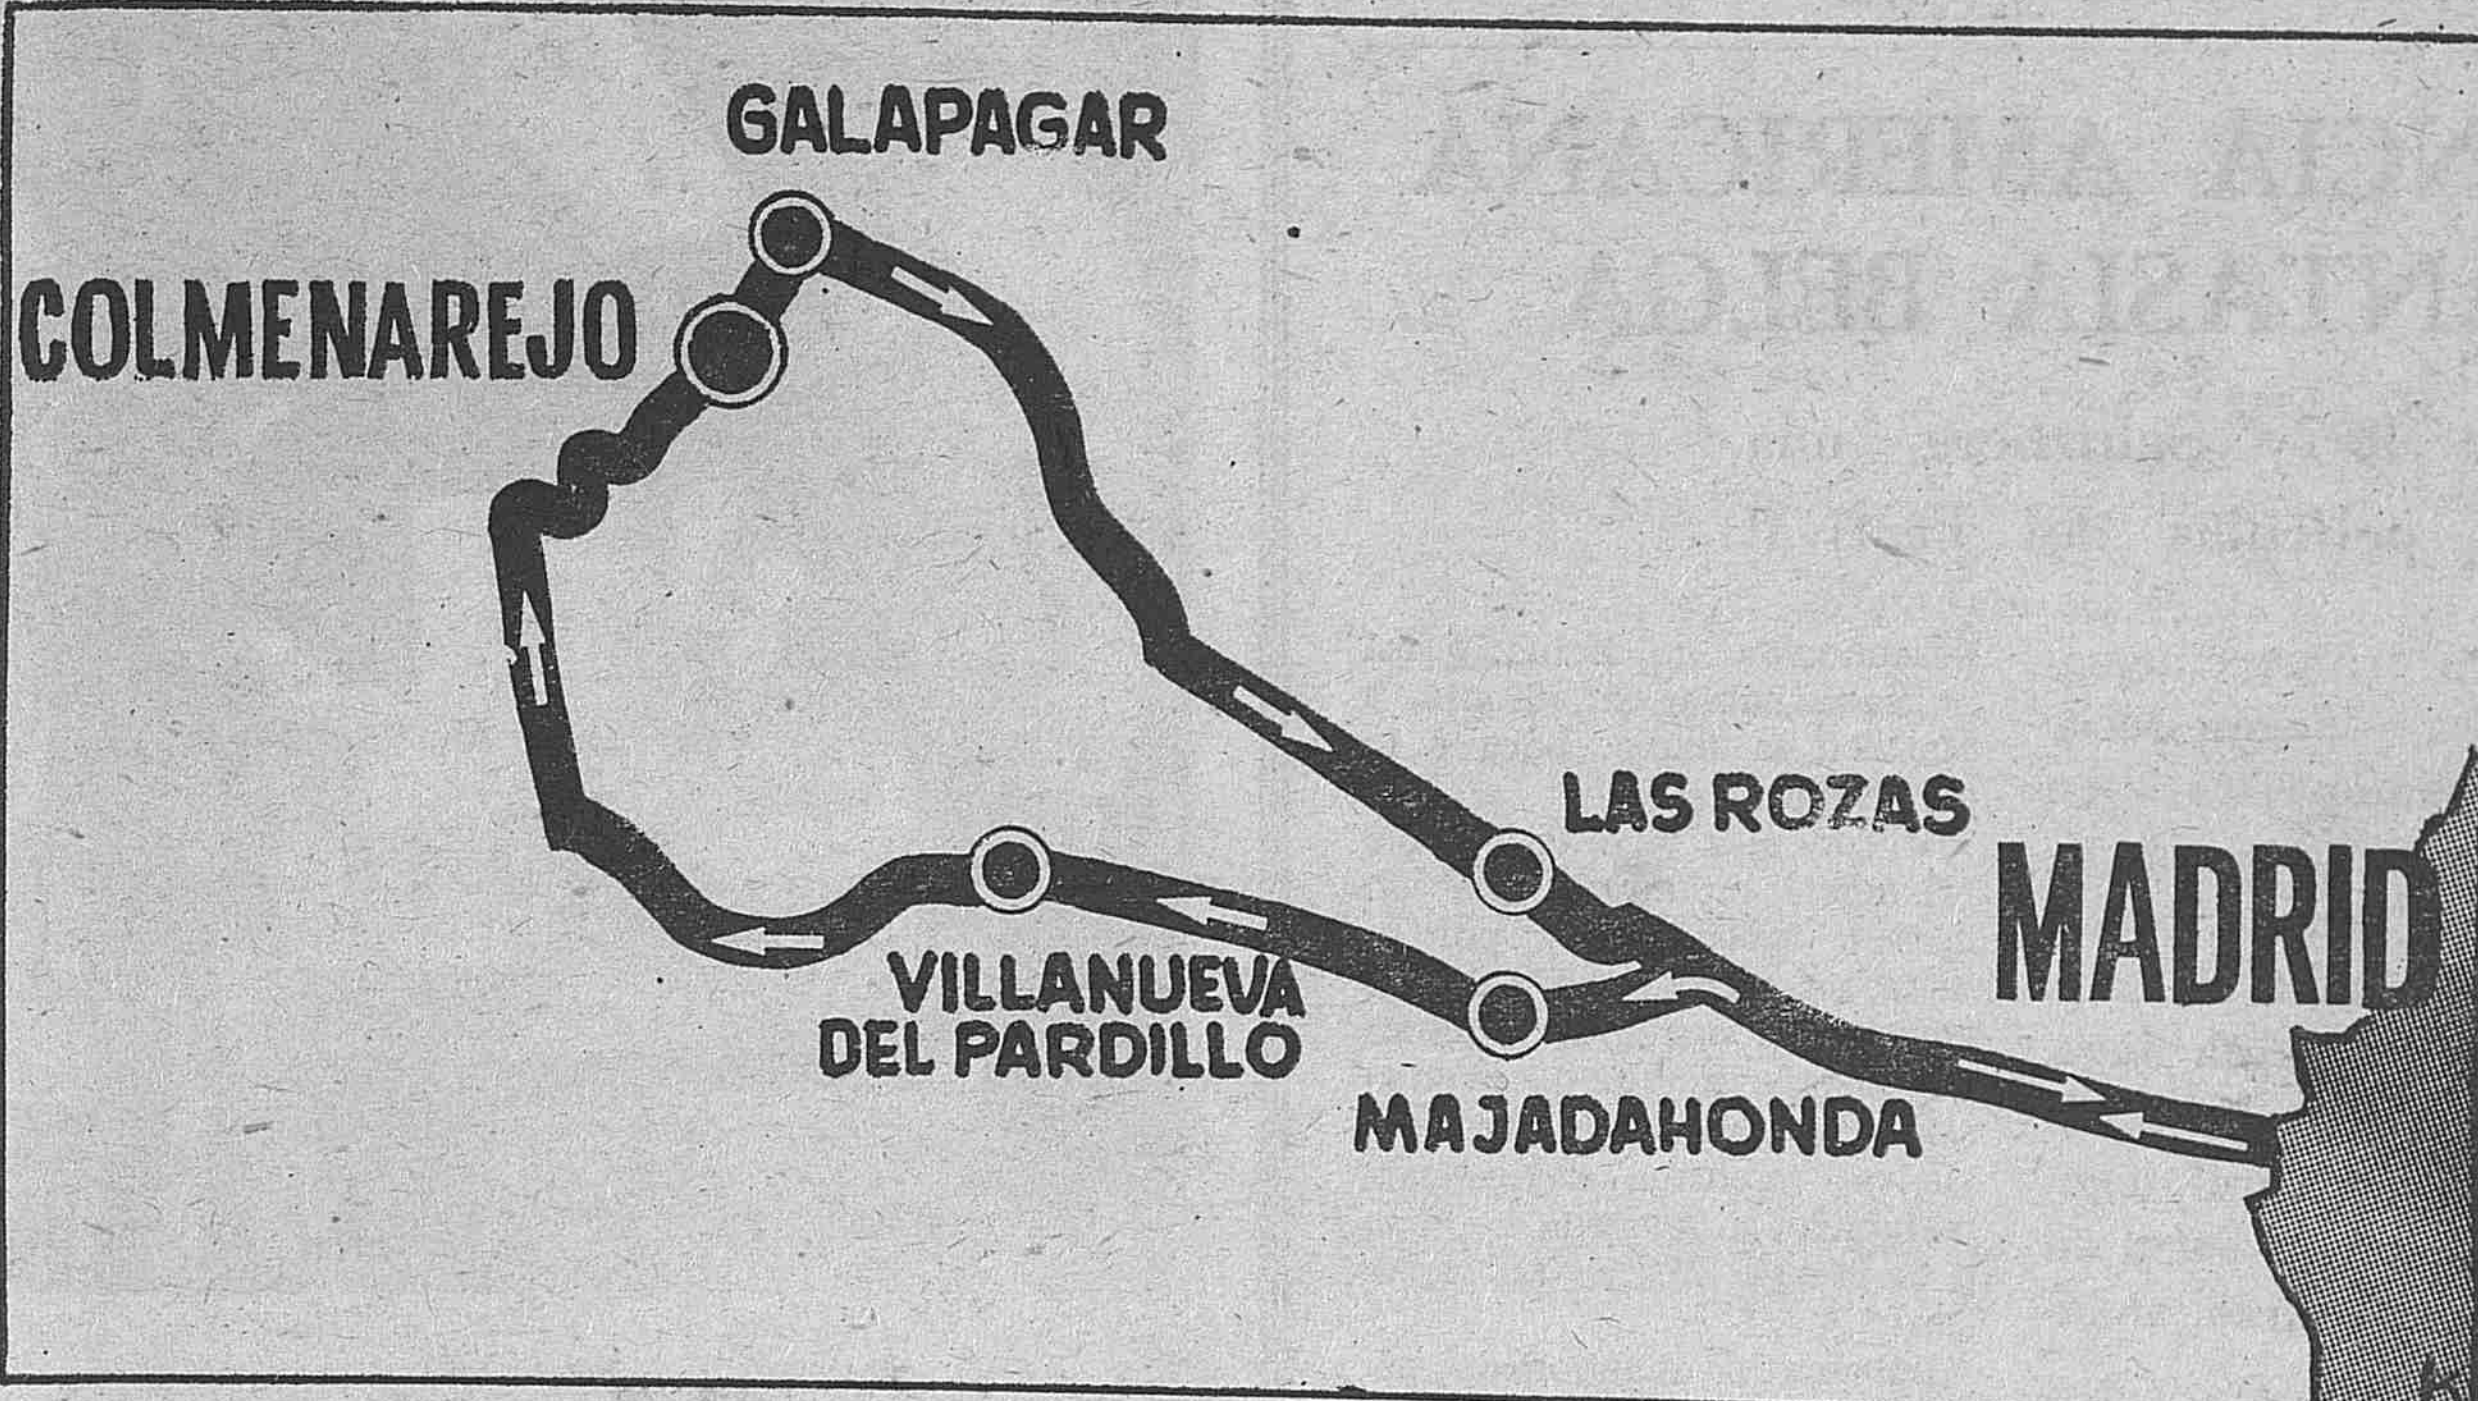 GALAPAGAR
COLMENAREJO
LAS ROZAS
MADRID
VILLANUEVA
DEL PARDILLO
MAJADAHONDA